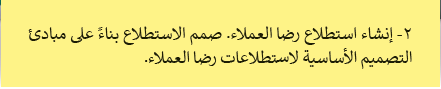 ٢- إنشاء استطلاع رضا العملاء. صمم الاستطلاع بناءً على مبادئ
التصميم الأساسية لاستطلاعات رضا العملاء.